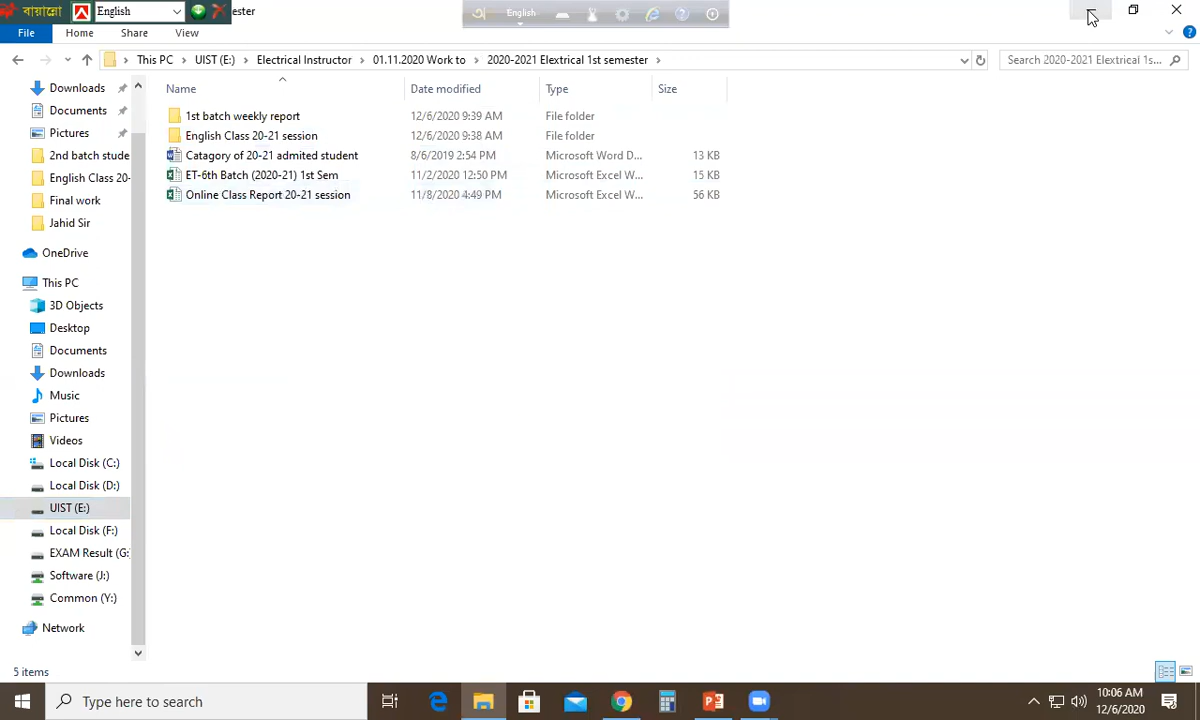 বায়ান্নো English ester English
File Home Share View
This PC UIST (E:) Electrical Instructor 01.11.2020 Work to 2020-2021 Elextrical 1st semester Search 2020-2021 Elextrical 1s...
Name Date modified Type Size
Downloads
Documents
Pictures
2nd batch stude
English Class 20-
Final work
Jahid Sir
OneDrive
This PC
3D Objects
Desktop
Documents
Downloads
Music
Pictures
Videos
Local Disk (C:)
Local Disk (D:)
UIST (E:)
Local Disk (F:)
EXAM Result (G:
Software (J:)
Common (Y:)
Network
1st batch weekly report 12/6/2020 9:39 AM File folder
English Class 20-21 session 12/6/2020 9:38 AM File folder
Catagory of 20-21 admited student 8/6/2019 2:54 PM Microsoft Word D... 13 KB
ET-6th Batch (2020-21) 1st Sem 11/2/2020 12:50 PM Microsoft Excel W... 15 KB
Online Class Report 20-21 session 11/8/2020 4:49 PM Microsoft Excel W... 56 KB
5 items
Type here to search
10:06 AM
12/6/2020